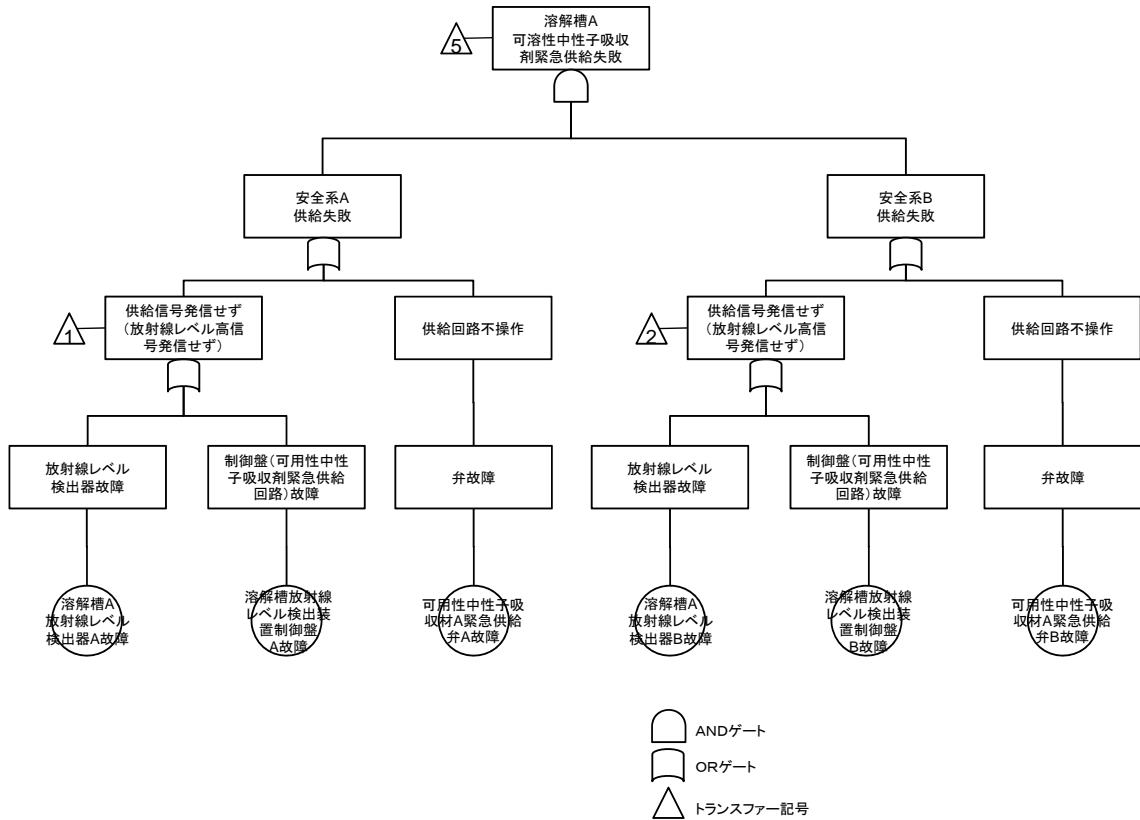 溶解槽A
可溶性中性子吸収
剤緊急供給失敗
5
安全系A
供給失敗
安全系B
供給失敗
1
供給信号発信せず
(放射線レベル高信
号発信せず)
供給回路不操作
2
供給信号発信せず
(放射線レベル高信
号発信せず)
供給回路不操作
放射線レベル
検出器故障
制御盤(可用性中性
子吸収剤緊急供給
回路)故障
弁故障
放射線レベル
検出器故障
制御盤(可用性中性
子吸収剤緊急供給
回路)故障
弁故障
溶解槽A
放射線レベル
検出器A故障
溶解槽放射線
レベル検出装
置制御盤
A故障
可用性中性子吸
収材A緊急供給
弁A故障
溶解槽A
放射線レベル
検出器B故障
溶解槽放射線
レベル検出装
置制御盤
B故障
可用性中性子吸
収材A緊急供給
弁B故障
ANDゲート
ORゲート
トランスファー記号